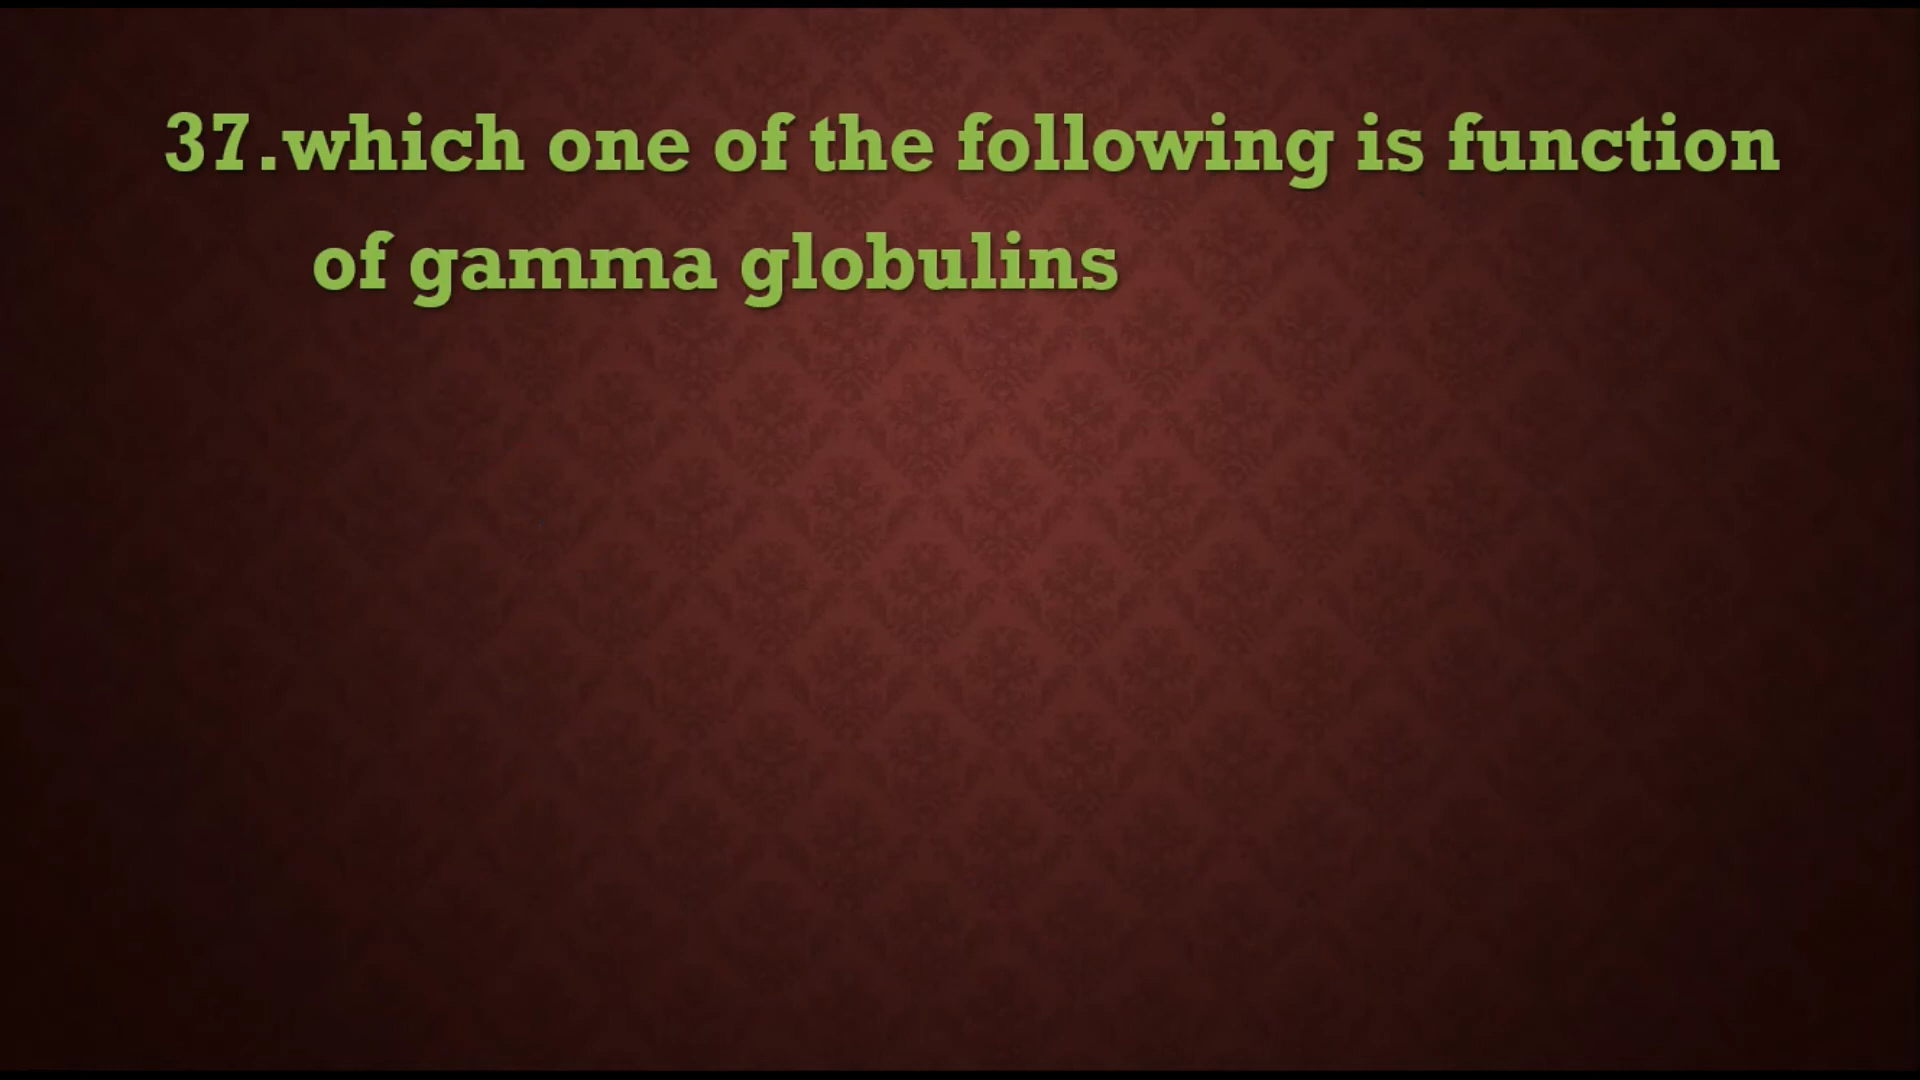 37.which one of the following is function
of gamma globulins